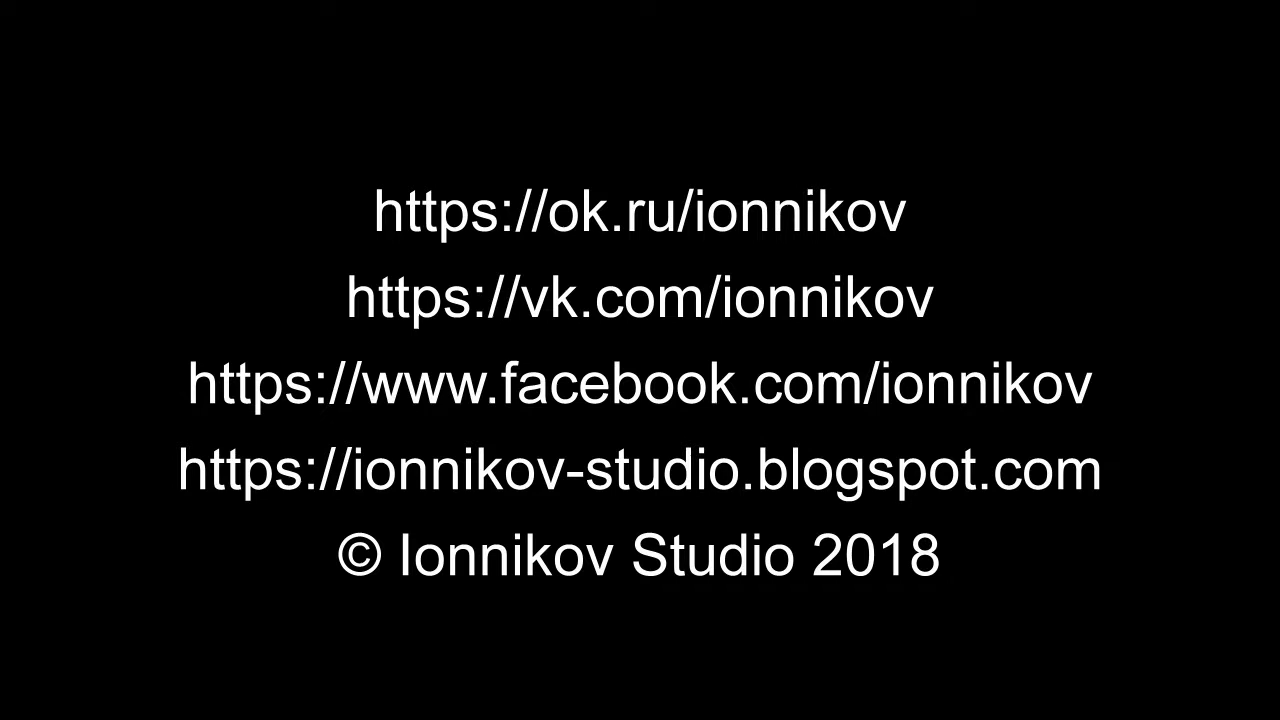 https://ok.ru/ionnikov
https://vk.com/ionnikov
https://www.facebook.com/ionnikov
https://ionnikov-studio.blogspot.com
© Ionnikov Studio 2018